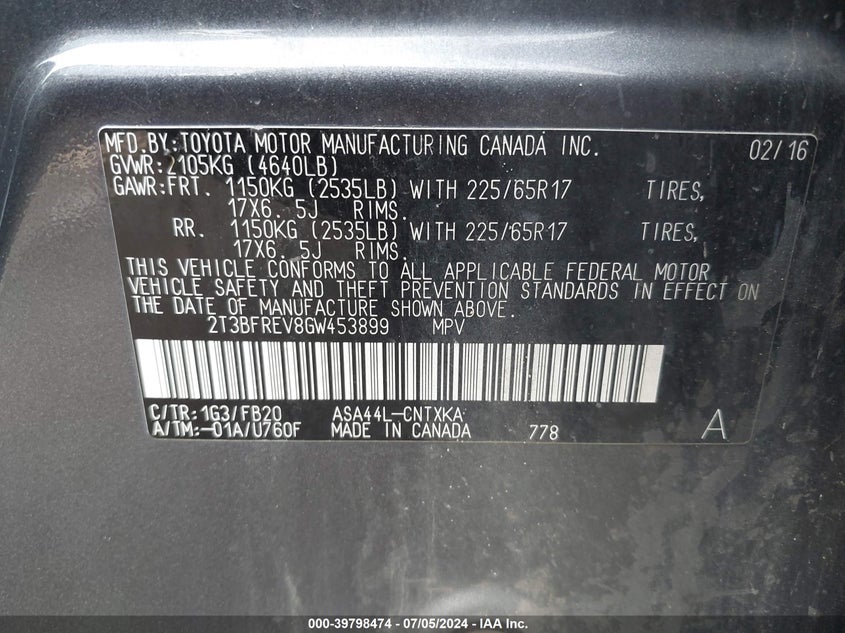 MFD.BY:TOYOTA MOTOR MANUFACTURING CANADA INC. 02/16
GVWR:2105KG (4640LB)
GAWR:FRT. 1150KG (2535LB) WITH 225/65R17 TIRES,
17X6. 5J RIMS.
RR. 1150KG (2535LB) WITH 225/65R17 TIRES,
17X6. 5J RIMS.
THIS VEHICLE CONFORMS TO ALL APPLICABLE FEDERAL MOTOR
VEHICLE SAFETY AND THEFT PREVENTION STANDARDS IN EFFECT ON
THE DATE OF MANUFACTURE SHOWN ABOVE.
2T3BFREV8GW453899 MPV
C/TR:1G3/FB20 ASA44L-CNTXKA
A/TM:-01A/U760F MADE IN CANADA 778 A
000-39798474 - 07/05/2024 - IAA Inc.